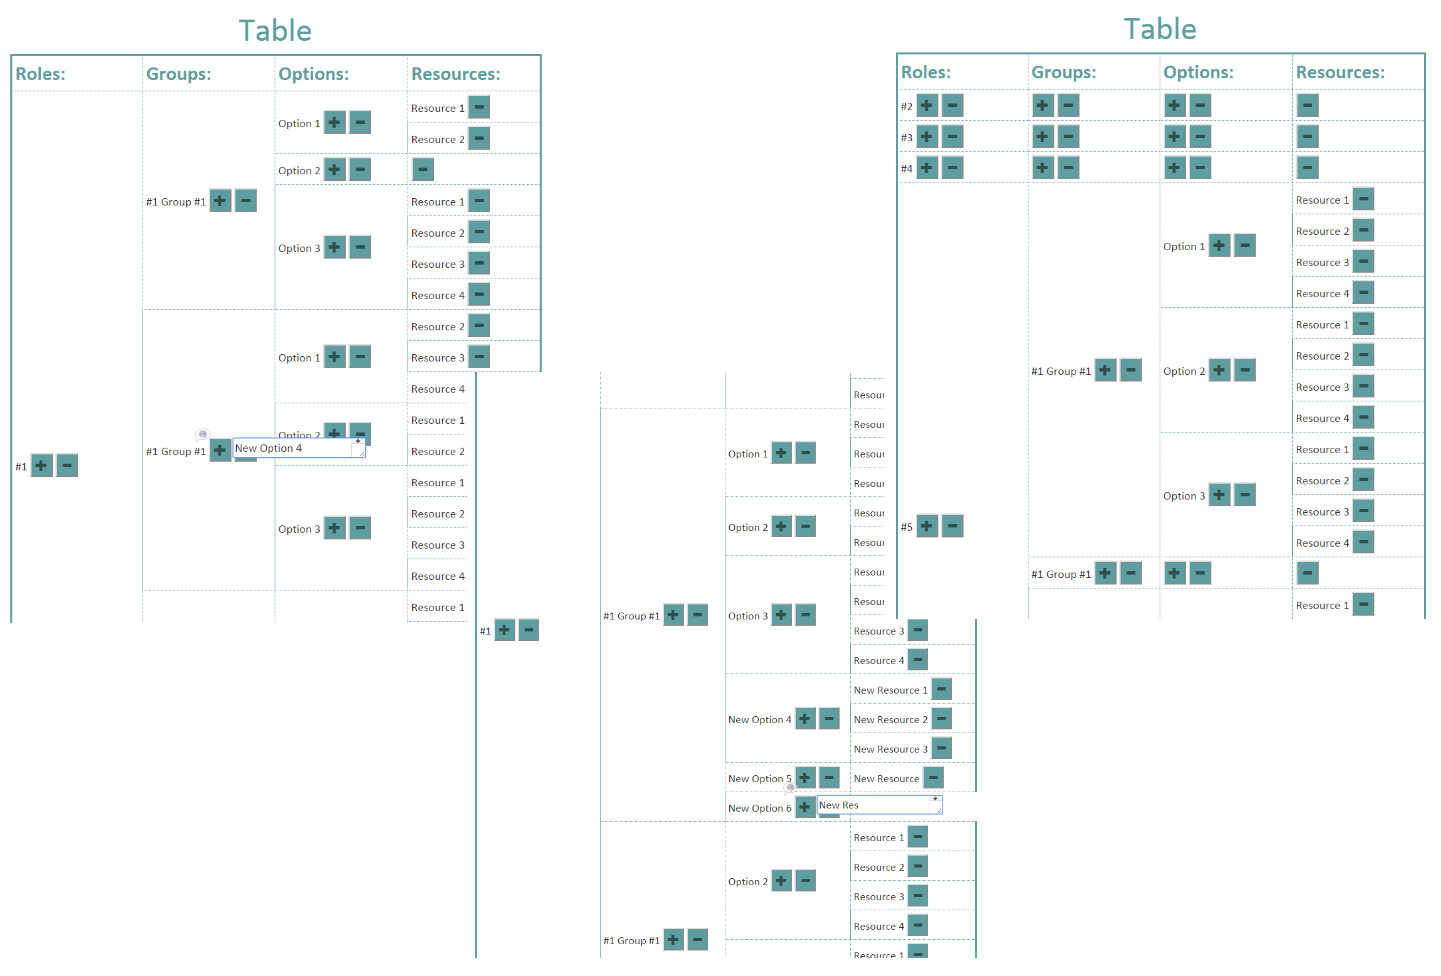 Table
Roles: Groups: Options: Resources:
Option 1 Resource 1
Resource 2
Option 2
#1 Group #1
Option 3 Resource 1
Resource 2
Resource 3
Resource 4
Option 1 Resource 2
Resource 3
Resource 4
Option 2 Resource 1
#1 Group #1 New Option 4
Resource 2
#1
Option 3 Resource 1
Resource 2
Resource 3
Resource 4
Resource 1
#1
Resour
Option 1 Resour
Resour
Resour
Option 2 Resour
Resour
#1 Group #1
Option 3 Resour
Resour
Resource 3
Resource 4
New Option 4 New Resource 1
New Resource 2
New Resource 3
New Option 5 New Resource
New Option 6 New Res
#1 Group #1
Option 2 Resource 1
Resource 2
Resource 3
Resource 4
Resource 1
Table
Roles: Groups: Options: Resources:
#2
#3
#4
#5
#1 Group #1
Option 1 Resource 1
Resource 2
Resource 3
Resource 4
Option 2 Resource 1
Resource 2
Resource 3
Resource 4
Option 3 Resource 1
Resource 2
Resource 3
Resource 4
#1 Group #1
Resource 1